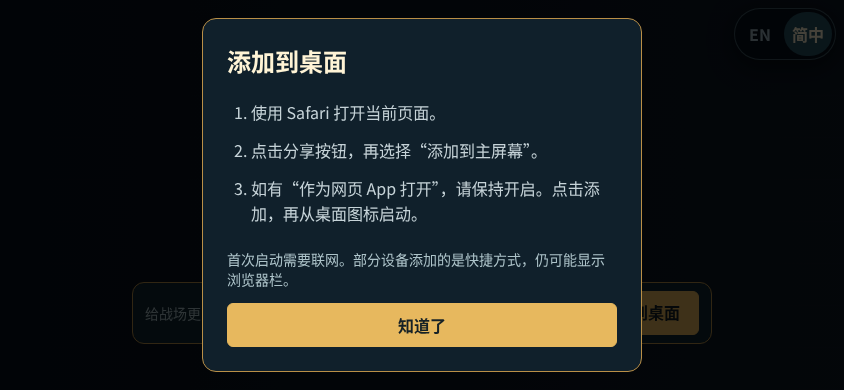 EN 简中
添加到桌面
1. 使用 Safari 打开当前页面。
2. 点击分享按钮，再选择“添加到主屏幕”。
3. 如有“作为网页 App 打开”，请保持开启。点击添
加，再从桌面图标启动。
首次启动需要联网。部分设备添加的是快捷方式，仍可能显示
浏览器栏。
给战场更 到桌面
知道了